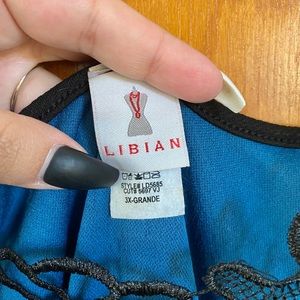 LIBIAN
STYLE# LD5685
CUT# 5697 VJ
3X-GRANDE